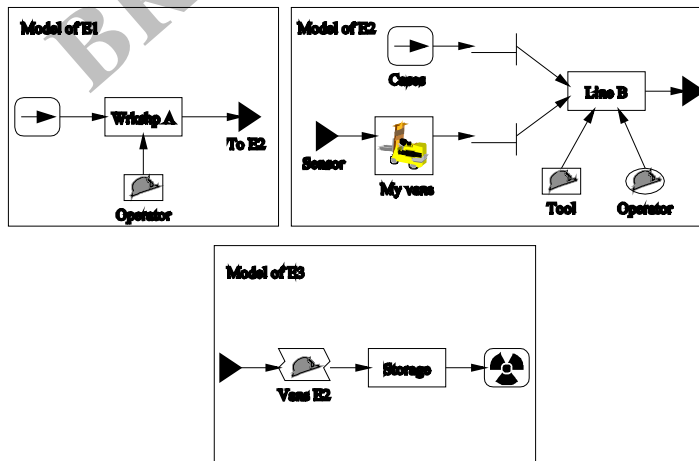 Model of E1
Wrkshp A
To E2
Operator
Model of E2
Cases
Line B
Sensor
My vans
Tool
Operator
Model of E3
Vans E2
Storage